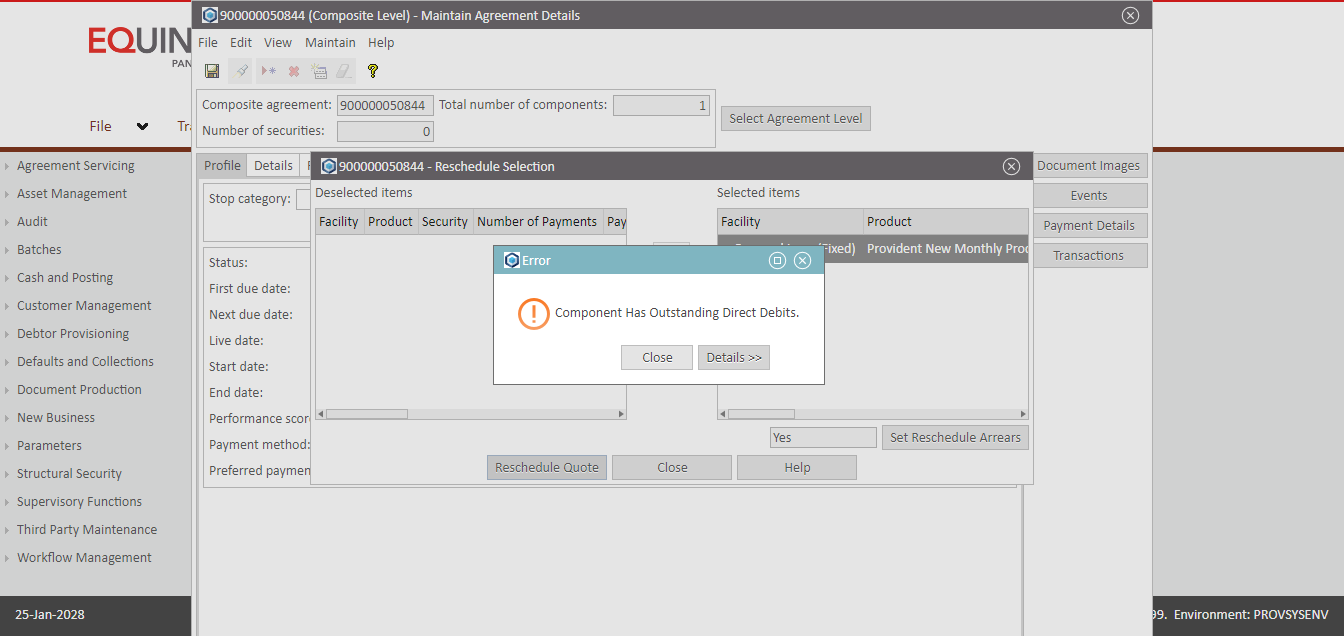 900000050844 (Composite Level) - Maintain Agreement Details
EQUIN
PAN
File Edit View Maintain Help
Composite agreement: 900000050844 Total number of components: 1
Number of securities: 0
Select Agreement Level
File
Tr
Agreement Servicing
Asset Management
Audit
Batches
Cash and Posting
Customer Management
Debtor Provisioning
Defaults and Collections
Document Production
New Business
Parameters
Structural Security
Supervisory Functions
Third Party Maintenance
Workflow Management
Profile Details
Stop category:
Status:
First due date:
Next due date:
Live date:
Start date:
End date:
Performance scor
Payment method:
Preferred paymen
900000050844 - Reschedule Selection
Deselected items
Selected items
Facility Product Security Number of Payments Pay
Facility Product
(Fixed) Provident New Monthly Proc
Error
Component Has Outstanding Direct Debits.
Close Details >>
Yes
Set Reschedule Arrears
Reschedule Quote Close Help
Document Images
Events
Payment Details
Transactions
25-Jan-2028
99. Environment: PROVSYSENV